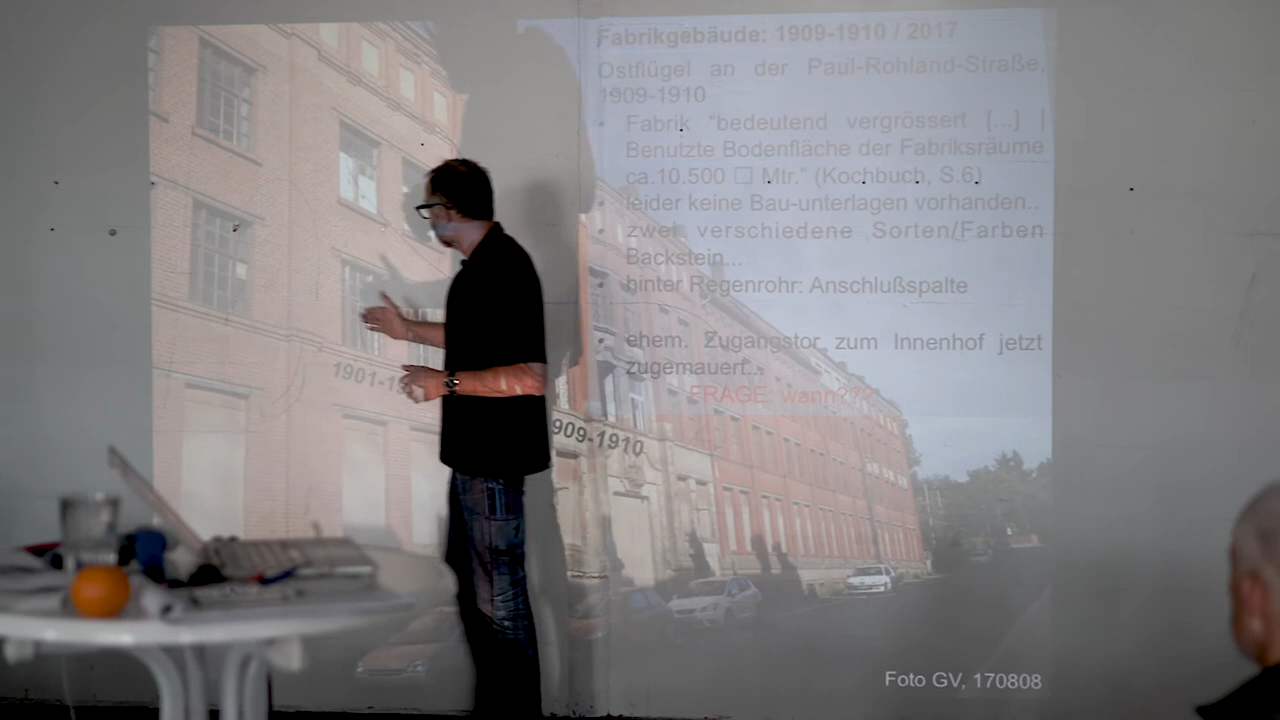 Fabrikgebäude: 1909-1910 / 2017
Ostflügel an der Paul-Rohland-Straße,
1909-1910
Fabrik "bedeutend vergrössert [...] |
Benutzte Bodenfläche der Fabriksräume
ca.10.500 ☐ Mtr." (Kochbuch, S.6)
leider keine Bau-unterlagen vorhanden..
zwei verschiedene Sorten/Farben
Backstein...
hinter Regenrohr: Anschlußspalte
ehem. Zugangstor zum Innenhof jetzt
zugemauert...
FRAGE: wann???
1901-19
909-1910
Foto GV, 170808